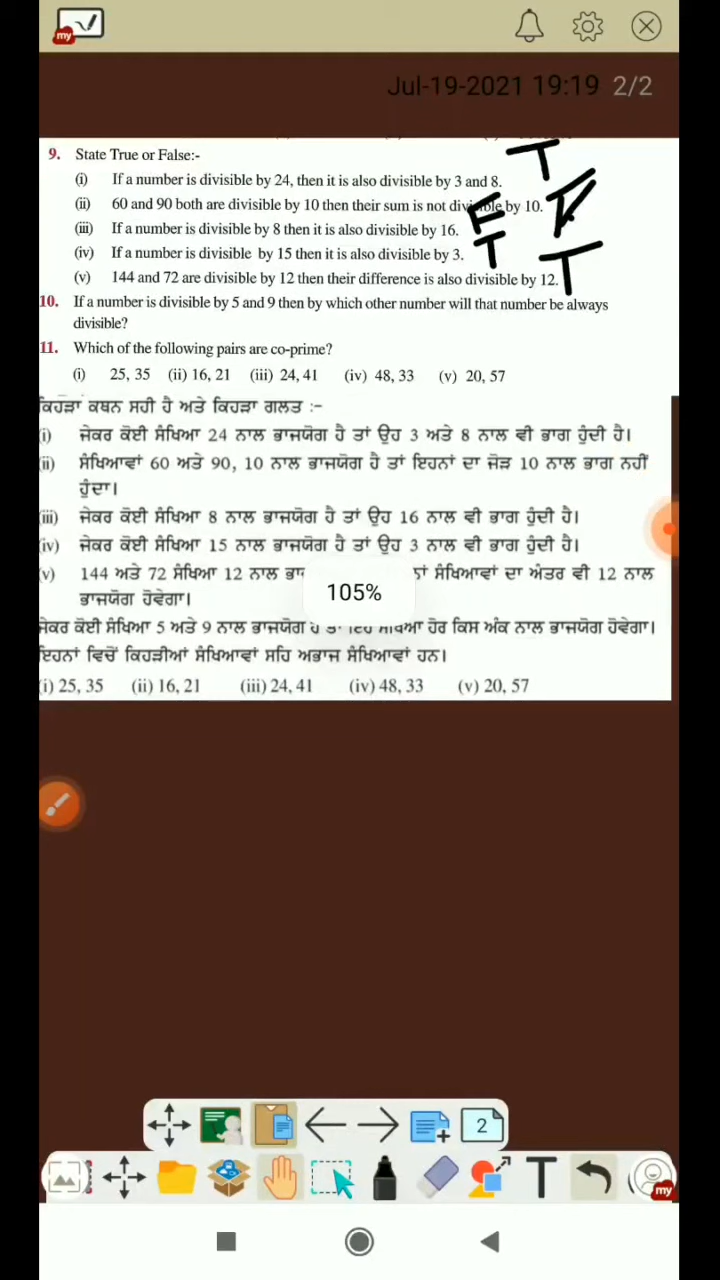 my
Jul-19-2021 19:19 2/2
9. State True or False:-
T
(i) If a number is divisible by 24, then it is also divisible by 3 and 8.
(ii) 60 and 90 both are divisible by 10 then their sum is not divisible by 10. F
(iii) If a number is divisible by 8 then it is also divisible by 16. F
(iv) If a number is divisible by 15 then it is also divisible by 3. T
(v) 144 and 72 are divisible by 12 then their difference is also divisible by 12. T
10. If a number is divisible by 5 and 9 then by which other number will that number be always
divisible?
11. Which of the following pairs are co-prime?
(i) 25, 35 (ii) 16, 21 (iii) 24, 41 (iv) 48, 33 (v) 20, 57
ਕਿਹੜਾ ਕਥਨ ਸਹੀ ਹੈ ਅਤੇ ਕਿਹੜਾ ਗਲਤ :-
(i) ਜੇਕਰ ਕੋਈ ਸੰਖਿਆ 24 ਨਾਲ ਭਾਜਯੋਗ ਹੈ ਤਾਂ ਉਹ 3 ਅਤੇ 8 ਨਾਲ ਵੀ ਭਾਗ ਹੁੰਦੀ ਹੈ।
(ii) ਸੰਖਿਆਵਾਂ 60 ਅਤੇ 90, 10 ਨਾਲ ਭਾਜਯੋਗ ਹੈ ਤਾਂ ਇਹਨਾਂ ਦਾ ਜੋੜ 10 ਨਾਲ ਭਾਗ ਨਹੀਂ
ਹੁੰਦਾ।
(iii) ਜੇਕਰ ਕੋਈ ਸੰਖਿਆ 8 ਨਾਲ ਭਾਜਯੋਗ ਹੈ ਤਾਂ ਉਹ 16 ਨਾਲ ਵੀ ਭਾਗ ਹੁੰਦੀ ਹੈ।
(iv) ਜੇਕਰ ਕੋਈ ਸੰਖਿਆ 15 ਨਾਲ ਭਾਜਯੋਗ ਹੈ ਤਾਂ ਉਹ 3 ਨਾਲ ਵੀ ਭਾਗ ਹੁੰਦੀ ਹੈ।
(v) 144 ਅਤੇ 72 ਸੰਖਿਆ 12 ਨਾਲ ਸੰਖਿਆਵਾਂ ਦਾ ਅੰਤਰ ਵੀ 12 ਨਾਲ
105%
ਭਾਜਯੋਗ ਹੋਵੇਗਾ।
ਜੇਕਰ ਕੋਈ ਸੰਖਿਆ 5 ਅਤੇ 9 ਨਾਲ ਭਾਜਯੋਗ ਹੋਰ ਕਿਸ ਅੰਕ ਨਾਲ ਭਾਜਯੋਗ ਹੋਵੇਗਾ।
ਇਹਨਾਂ ਵਿਚੋਂ ਕਿਹੜੀਆਂ ਸੰਖਿਆਵਾਂ ਸਹਿ ਅਭਾਜ ਸੰਖਿਆਵਾਂ ਹਨ।
(i) 25, 35 (ii) 16, 21 (iii) 24, 41 (iv) 48, 33 (v) 20, 57
2
T
my